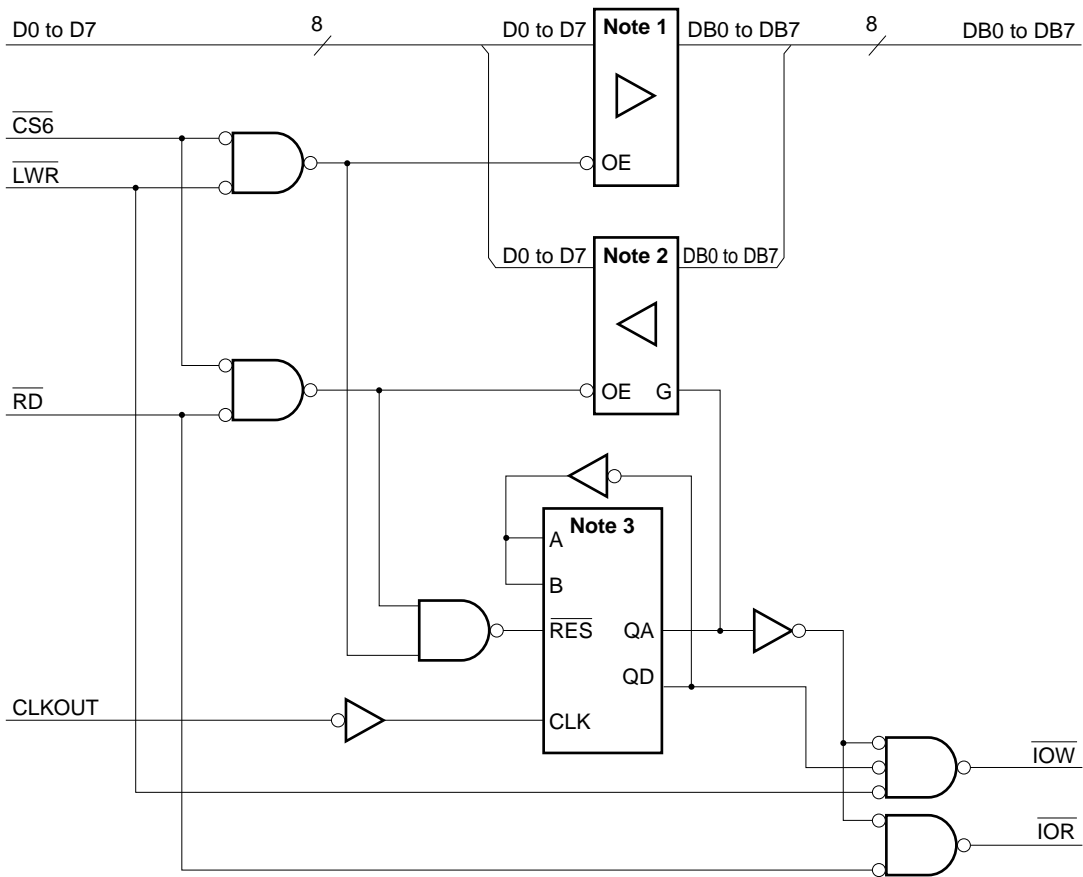 D0 to D7
8
D0 to D7
Note 1
DB0 to DB7
8
DB0 to DB7
CS6
LWR
OE
D0 to D7
Note 2
DB0 to DB7
RD
OE
G
Note 3
A
B
RES
QA
QD
CLKOUT
CLK
IOW
IOR